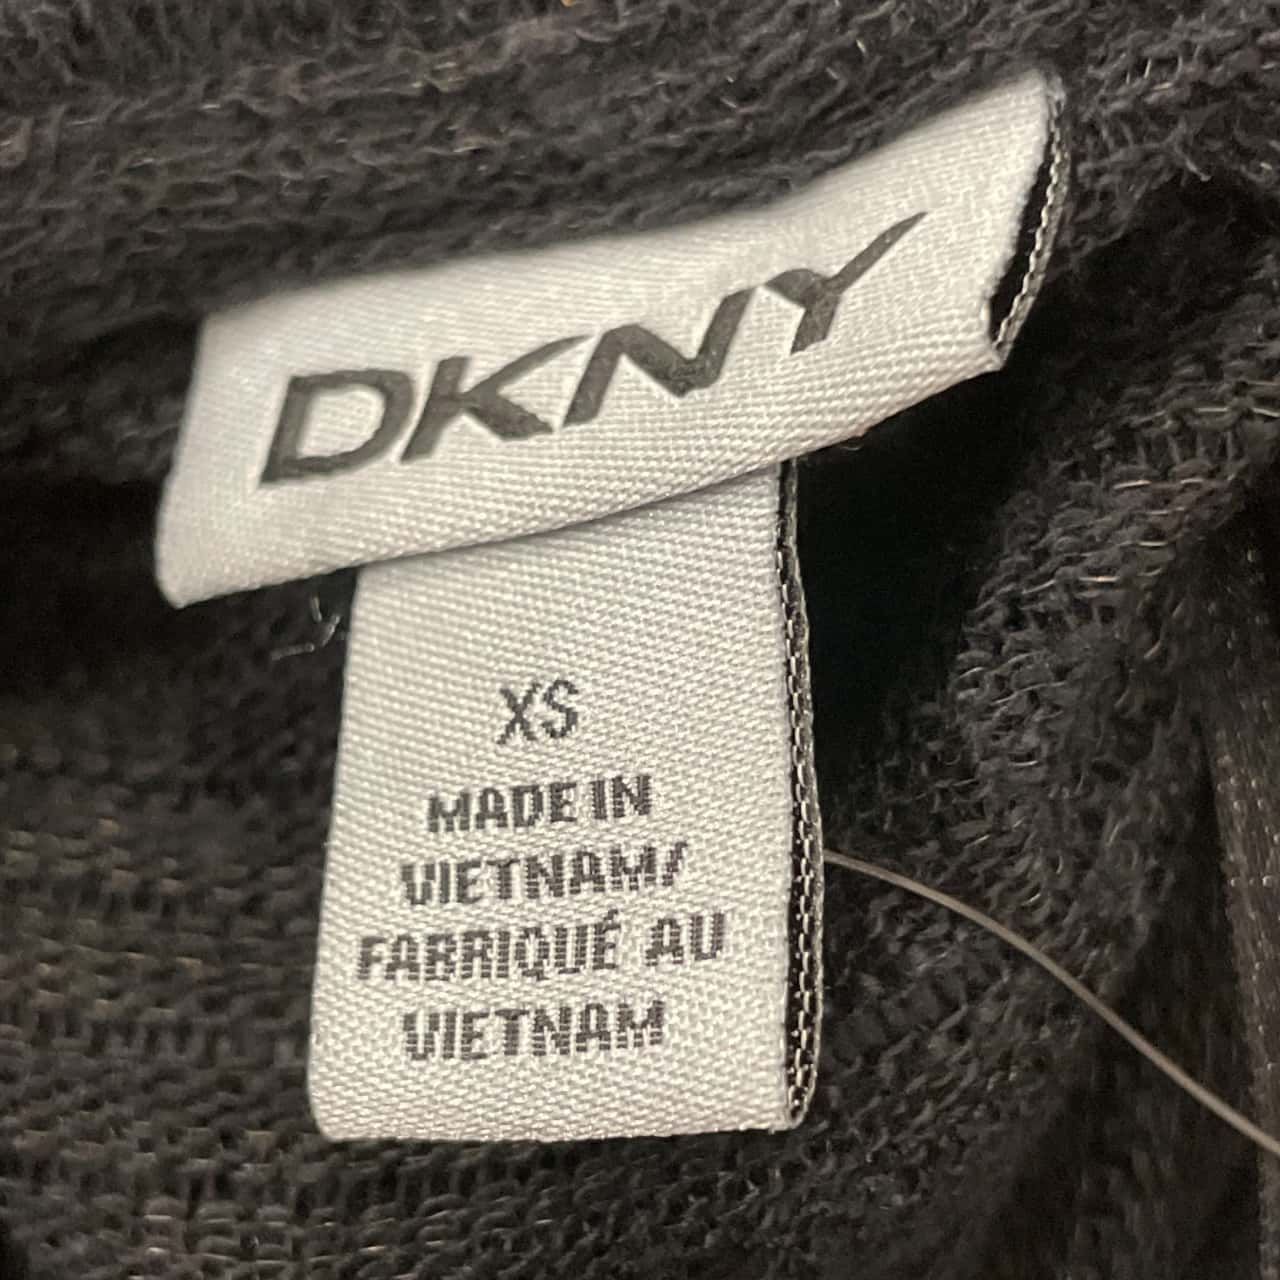 DKNY
XS
MADE IN
VIETNAM/
FABRIQUÉ AU
VIETNAM